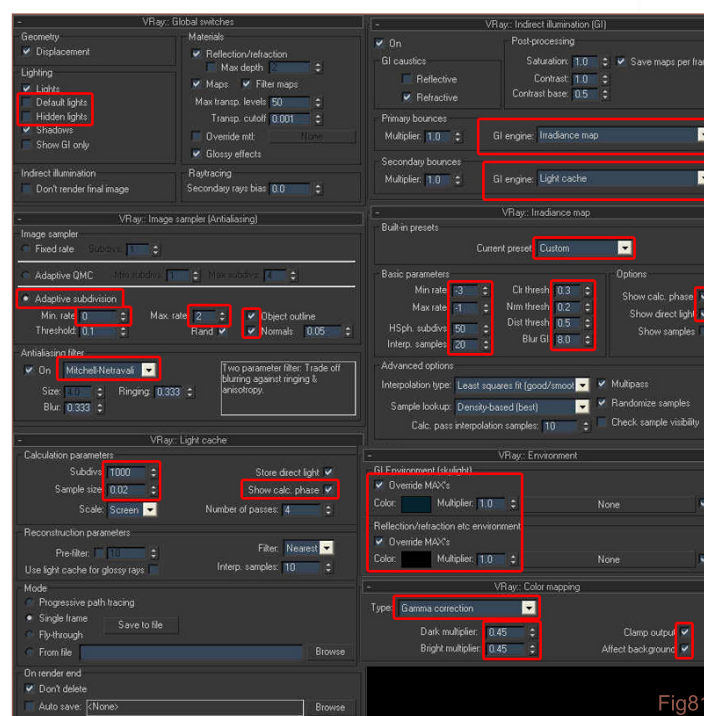 - VRay:: Global switches
Geometry
Displacement
Lighting
Lights
Default lights
Hidden lights
Shadows
Show GI only
Indirect illumination
Don't render final image
Materials
Reflection/refraction
Max depth 2
Maps Filter maps
Max transp. levels 50
Transp. cutoff 0.001
Override mtl: None
Glossy effects
Raytracing
Secondary rays bias 0.0
- VRay:: Image sampler (Antialiasing)
Image sampler
Fixed rate Subdivs: 1
Adaptive QMC Min subdivs: 1 Max subdivs: 4
Adaptive subdivision
Min. rate: 0 Max. rate: 2 Object outline
Threshold: 0.1 Rand Normals 0.05
Antialiasing filter
On Mitchell-Netravali
Size: 4.0 Ringing: 0.333
Blur: 0.333
Two parameter filter: Trade off
blurring against ringing &
anisotropy.
- VRay:: Light cache
Calculation parameters
Subdivs: 1000 Store direct light
Sample size: 0.02 Show calc. phase
Scale: Screen Number of passes: 4
Reconstruction parameters
Pre-filter: 10 Filter: Nearest
Use light cache for glossy rays Interp. samples: 10
Mode
Progressive path tracing
Single frame Save to file
Fly-through
From file Browse
On render end
Don't delete
Auto save: <None> Browse
- VRay:: Indirect illumination (GI)
On
GI caustics
Reflective
Refractive
Post-processing
Saturation: 1.0 Save maps per fra
Contrast: 1.0
Contrast base: 0.5
Primary bounces
Multiplier: 1.0 GI engine: Irradiance map
Secondary bounces
Multiplier: 1.0 GI engine: Light cache
- VRay:: Irradiance map
Built-in presets
Current preset: Custom
Basic parameters
Min rate: -3 Clr thresh: 0.3
Max rate: -1 Nrm thresh: 0.2
HSph. subdivs: 50 Dist thresh: 0.5
Interp. samples: 20 Blur GI: 8.0
Options
Show calc. phase
Show direct light
Show samples
Advanced options
Interpolation type: Least squares fit (good/smoot Multipass
Sample lookup: Density-based (best) Randomize samples
Calc. pass interpolation samples: 10 Check sample visibility
- VRay:: Environment
GI Environment (skylight)
Override MAX's
Color: Multiplier: 1.0 None
Reflection/refraction etc environment
Override MAX's
Color: Multiplier: 1.0 None
- VRay:: Color mapping
Type: Gamma correction
Dark multiplier: 0.45 Clamp output
Bright multiplier: 0.45 Affect background
Fig81